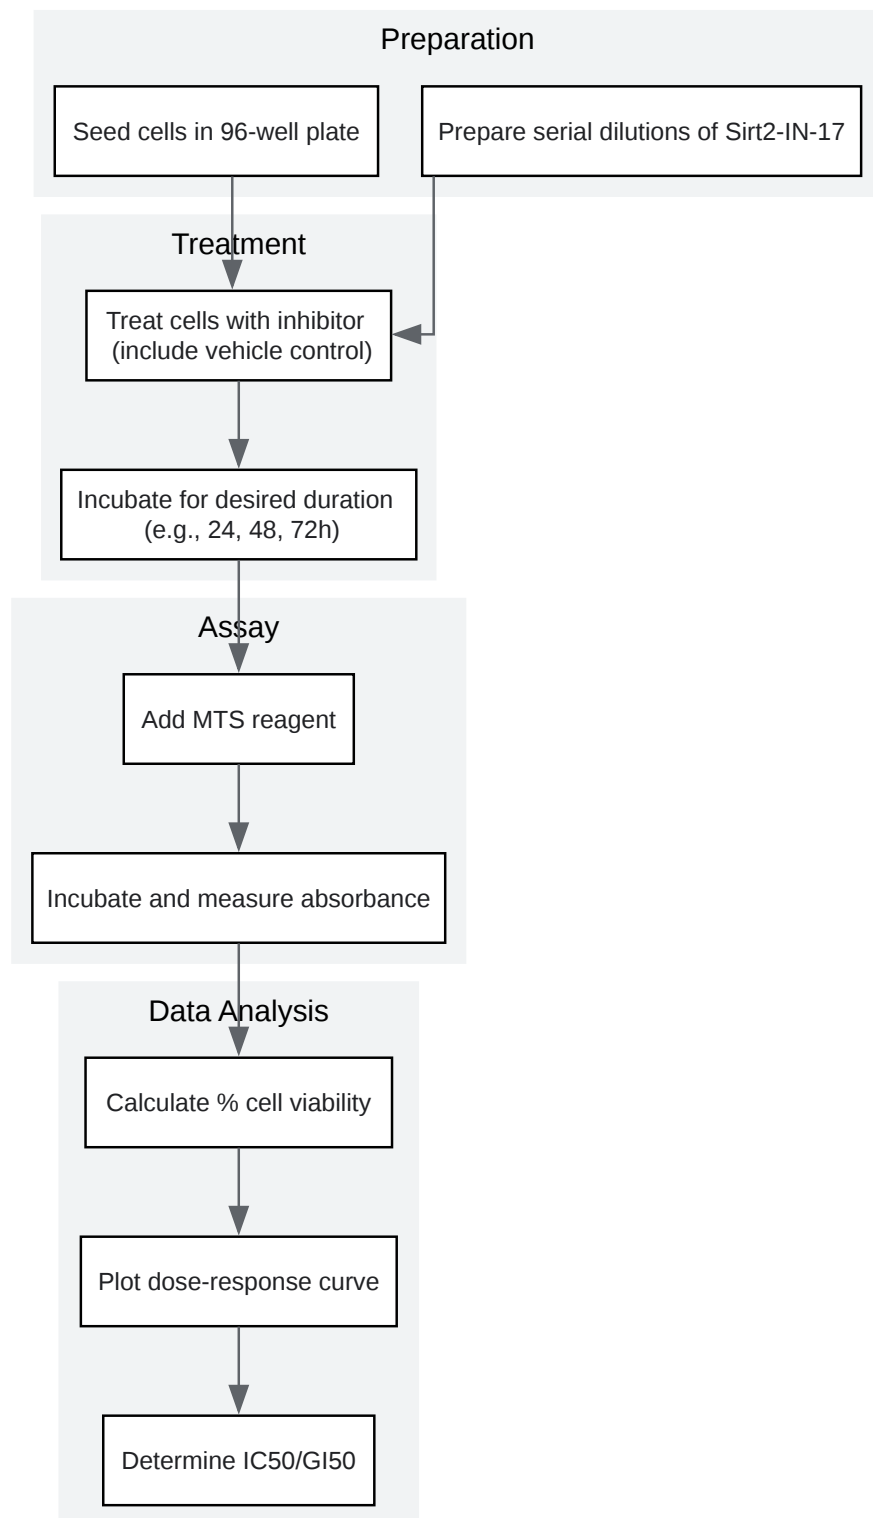 Preparation
Seed cells in 96-well plate
Prepare serial dilutions of Sirt2-IN-17
Treatment
Treat cells with inhibitor
(include vehicle control)
Incubate for desired duration
(e.g., 24, 48, 72h)
Assay
Add MTS reagent
Incubate and measure absorbance
Data Analysis
Calculate % cell viability
Plot dose-response curve
Determine IC50/GI50